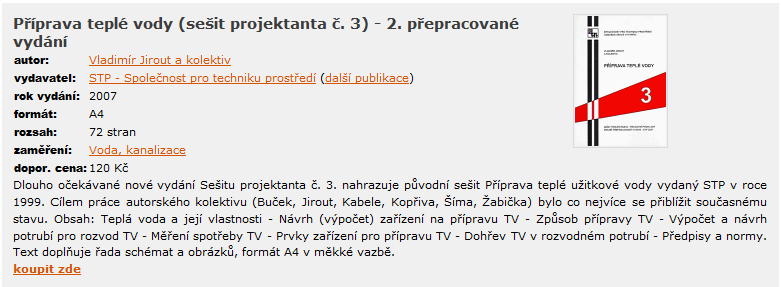 Příprava teplé vody (sešit projektanta č. 3) - 2. přepracované
vydání
autor: Vladimír Jirout a kolektiv
vydavatel: STP - Společnost pro techniku prostředí (další publikace)
rok vydání: 2007
formát: A4
rozsah: 72 stran
zaměření: Voda, kanalizace
dopor. cena: 120 Kč
PŘÍPRAVA TEPLÉ VODY
3
Dlouho očekávané nové vydání Sešitu projektanta č. 3. nahrazuje původní sešit Příprava teplé užitkové vody vydaný STP v roce
1999. Cílem práce autorského kolektivu (Buček, Jirout, Kabele, Kopřiva, Šíma, Žabička) bylo co nejvíce se přiblížit současnému
stavu. Obsah: Teplá voda a její vlastnosti - Návrh (výpočet) zařízení na přípravu TV - Způsob přípravy TV - Výpočet a návrh
potrubí pro rozvod TV - Měření spotřeby TV - Prvky zařízení pro přípravu TV - Dohřev TV v rozvodném potrubí - Předpisy a normy.
Text doplňuje řada schémat a obrázků, formát A4 v měkké vazbě.
koupit zde